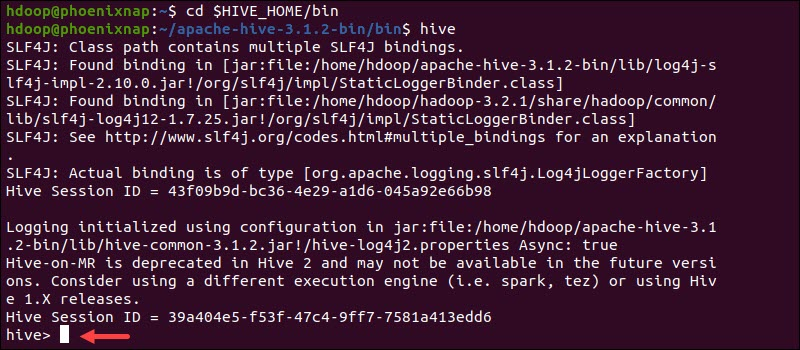 hdoop@phoenixnap:~$ cd $HIVE_HOME/bin
hdoop@phoenixnap:~/apache-hive-3.1.2-bin/bin$ hive
SLF4J: Class path contains multiple SLF4J bindings.
SLF4J: Found binding in [jar:file:/home/hdoop/apache-hive-3.1.2-bin/lib/log4j-s
lf4j-impl-2.10.0.jar!/org/slf4j/impl/StaticLoggerBinder.class]
SLF4J: Found binding in [jar:file:/home/hdoop/hadoop-3.2.1/share/hadoop/common/
lib/slf4j-log4j12-1.7.25.jar!/org/slf4j/impl/StaticLoggerBinder.class]
SLF4J: See http://www.slf4j.org/codes.html#multiple_bindings for an explanation
.
SLF4J: Actual binding is of type [org.apache.logging.slf4j.Log4jLoggerFactory]
Hive Session ID = 43f09b9d-bc36-4e29-a1d6-045a92e66b98
Logging initialized using configuration in jar:file:/home/hdoop/apache-hive-3.1
.2-bin/lib/hive-common-3.1.2.jar!/hive-log4j2.properties Async: true
Hive-on-MR is deprecated in Hive 2 and may not be available in the future versi
ons. Consider using a different execution engine (i.e. spark, tez) or using Hiv
e 1.X releases.
Hive Session ID = 39a404e5-f53f-47c4-9ff7-7581a413edd6
hive>